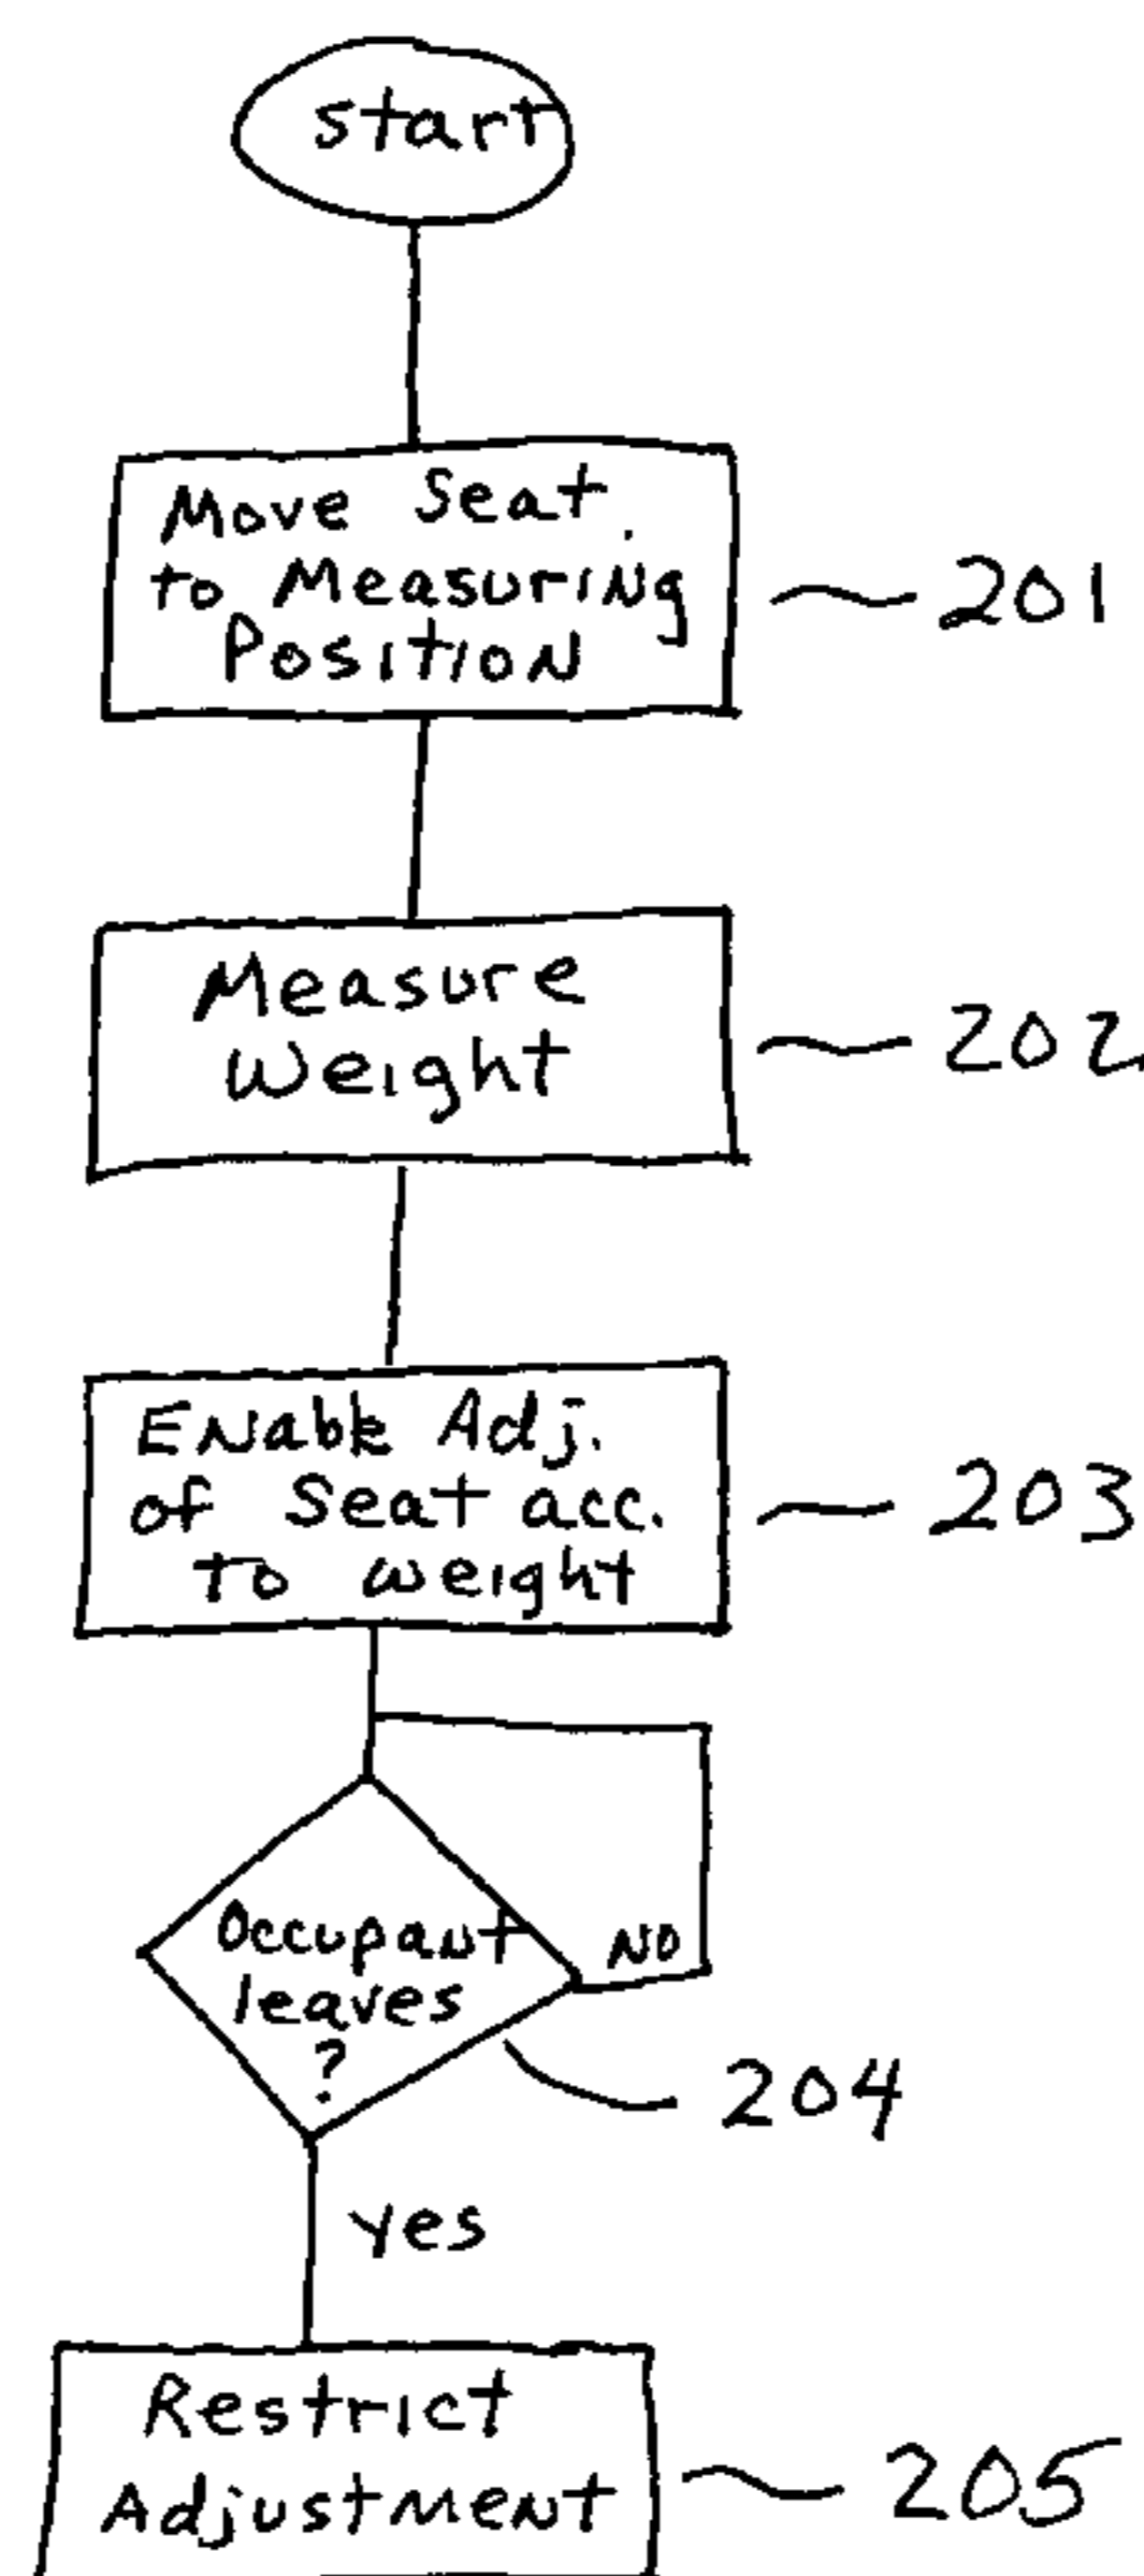 start
Move Seat.
to Measuring
Position
201
Measure
Weight
202
Enable Adj.
of Seat acc.
to weight
203
Occupant
leaves
?
NO
204
yes
Restrict
Adjustment
205